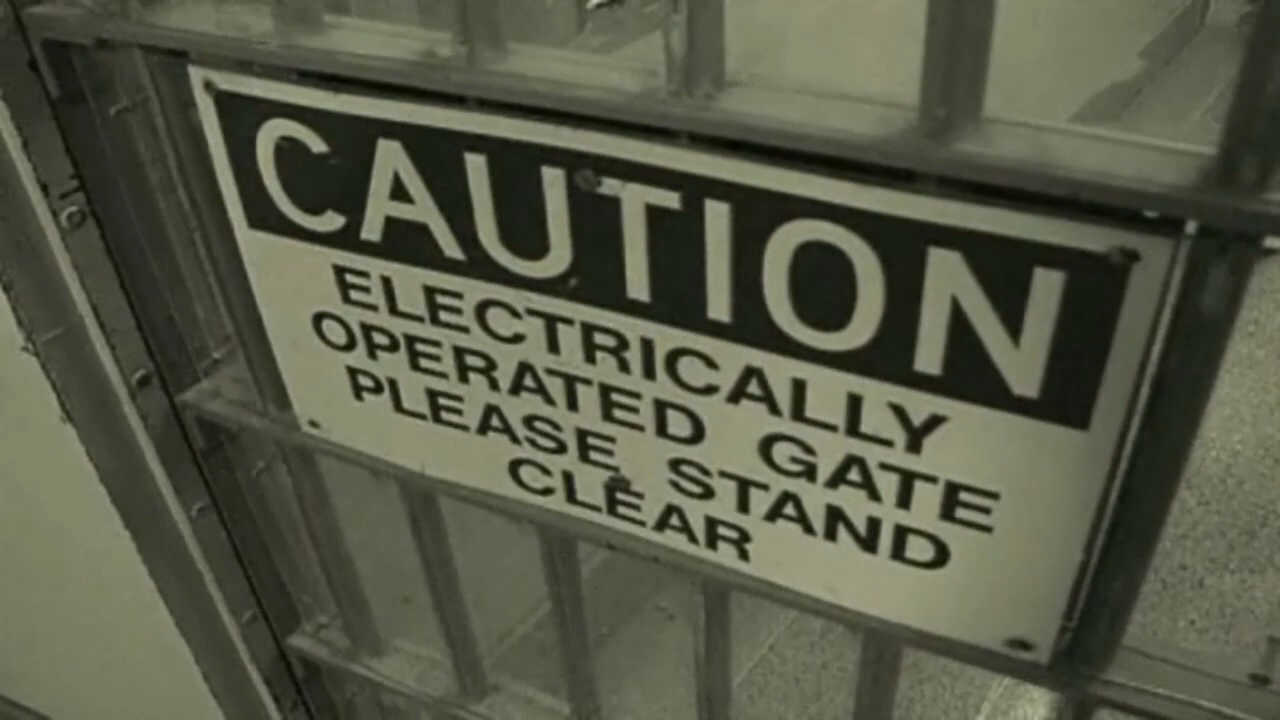 CAUTION
ELECTRICALLY
OPERATED GATE
PLEASE STAND
CLEAR